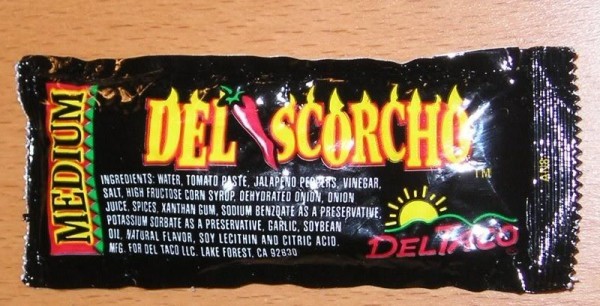 MEDIUM
DEL SCORCHO
TM
INGREDIENTS: WATER, TOMATO PASTE, JALAPENO PEPPERS, VINEGAR,
SALT, HIGH FRUCTOSE CORN SYRUP, DEHYDRATED ONION, ONION
JUICE, SPICES, XANTHAN GUM, SODIUM BENZOATE AS A PRESERVATIVE,
POTASSIUM SORBATE AS A PRESERVATIVE, GARLIC, SOYBEAN
OIL, NATURAL FLAVOR, SOY LECITHIN AND CITRIC ACID.
MFG. FOR DEL TACO LLC. LAKE FOREST, CA 92630
DEL TACO